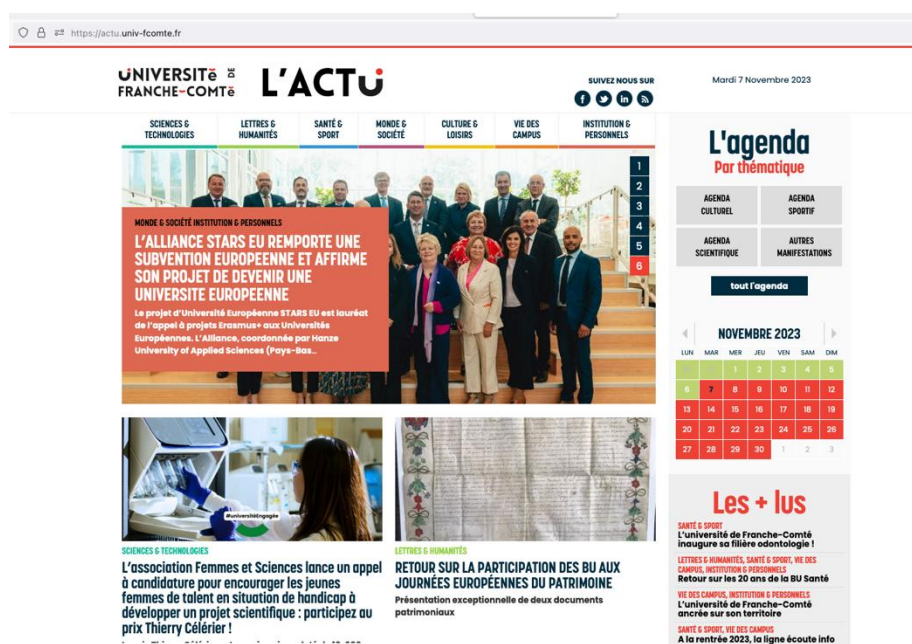 https://actu.univ-fcomte.fr
UNIVERSITé DE
FRANCHE-COMTé
L'ACTU
SUIVEZ NOUS SUR
Mardi 7 Novembre 2023
SCIENCES &
TECHNOLOGIES
LETTRES &
HUMANITÉS
SANTÉ &
SPORT
MONDE &
SOCIÉTÉ
CULTURE &
LOISIRS
VIE DES
CAMPUS
INSTITUTION &
PERSONNELS
1
2
3
4
5
6
MONDE & SOCIÉTÉ INSTITUTION & PERSONNELS
L'ALLIANCE STARS EU REMPORTE UNE
SUBVENTION EUROPEENNE ET AFFIRME
SON PROJET DE DEVENIR UNE
UNIVERSITE EUROPEENNE
Le projet d'Université Européenne STARS EU est lauréat
de l'appel à projets Erasmus+ aux Universités
Européennes. L'Alliance, coordonnée par Hanze
University of Applied Sciences (Pays-Bas...
#universitéEngagée
SCIENCES & TECHNOLOGIES
L'association Femmes et Sciences lance un appel
à candidature pour encourager les jeunes
femmes de talent en situation de handicap à
développer un projet scientifique : participez au
prix Thierry Célérier !
LETTRES & HUMANITÉS
RETOUR SUR LA PARTICIPATION DES BU AUX
JOURNÉES EUROPÉENNES DU PATRIMOINE
Présentation exceptionnelle de deux documents
patrimoniaux
L'agenda
Par thématique
AGENDA
CULTUREL
AGENDA
SPORTIF
AGENDA
SCIENTIFIQUE
AUTRES
MANIFESTATIONS
tout l'agenda
NOVEMBRE 2023
LUN MAR MER JEU VEN SAM DIM
1 2 3 4 5
6 7 8 9 10 11 12
13 14 15 16 17 18 19
20 21 22 23 24 25 26
27 28 29 30 1 2 3
Les + lus
SANTÉ & SPORT
L'université de Franche-Comté
inaugure sa filière odontologie !
LETTRES & HUMANITÉS, SANTÉ & SPORT, VIE DES
CAMPUS, INSTITUTION & PERSONNELS
Retour sur les 20 ans de la BU Santé
VIE DES CAMPUS, INSTITUTION & PERSONNELS
L'université de Franche-Comté
ancrée sur son territoire
SANTÉ & SPORT, VIE DES CAMPUS
A la rentrée 2023, la ligne écoute info